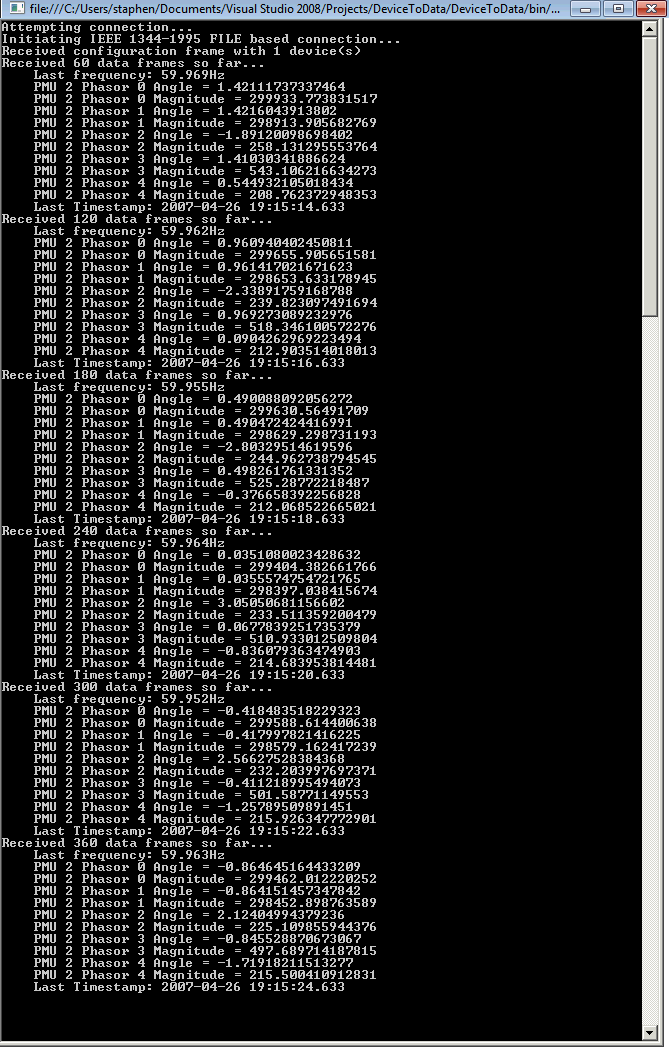 file:///C:/Users/staphen/Documents/Visual Studio 2008/Projects/DeviceToData/DeviceToData/bin/...
Attempting connection...
Initiating IEEE 1344-1995 FILE based connection...
Received configuration frame with 1 device(s)
Received 60 data frames so far...
    Last frequency: 59.969Hz
    PMU 2 Phasor 0 Angle = 1.42111737337464
    PMU 2 Phasor 0 Magnitude = 299933.773831517
    PMU 2 Phasor 1 Angle = 1.4216043913802
    PMU 2 Phasor 1 Magnitude = 298913.905682769
    PMU 2 Phasor 2 Angle = -1.89120098698402
    PMU 2 Phasor 2 Magnitude = 258.131295553764
    PMU 2 Phasor 3 Angle = 1.41030341886624
    PMU 2 Phasor 3 Magnitude = 543.106216634273
    PMU 2 Phasor 4 Angle = 0.544932105018434
    PMU 2 Phasor 4 Magnitude = 208.762372948353
    Last Timestamp: 2007-04-26 19:15:14.633
Received 120 data frames so far...
    Last frequency: 59.962Hz
    PMU 2 Phasor 0 Angle = 0.960940402450811
    PMU 2 Phasor 0 Magnitude = 299655.905651581
    PMU 2 Phasor 1 Angle = 0.961417021671623
    PMU 2 Phasor 1 Magnitude = 298653.633178945
    PMU 2 Phasor 2 Angle = -2.33891759168788
    PMU 2 Phasor 2 Magnitude = 239.823097491694
    PMU 2 Phasor 3 Angle = 0.969273089232976
    PMU 2 Phasor 3 Magnitude = 518.346100572276
    PMU 2 Phasor 4 Angle = 0.0904262969223494
    PMU 2 Phasor 4 Magnitude = 212.903514018013
    Last Timestamp: 2007-04-26 19:15:16.633
Received 180 data frames so far...
    Last frequency: 59.955Hz
    PMU 2 Phasor 0 Angle = 0.490088092056272
    PMU 2 Phasor 0 Magnitude = 299630.56491709
    PMU 2 Phasor 1 Angle = 0.490472424416991
    PMU 2 Phasor 1 Magnitude = 298629.298731193
    PMU 2 Phasor 2 Angle = -2.80329514619596
    PMU 2 Phasor 2 Magnitude = 244.962738794545
    PMU 2 Phasor 3 Angle = 0.498261761331352
    PMU 2 Phasor 3 Magnitude = 525.28772218487
    PMU 2 Phasor 4 Angle = -0.376658392256828
    PMU 2 Phasor 4 Magnitude = 212.068522665021
    Last Timestamp: 2007-04-26 19:15:18.633
Received 240 data frames so far...
    Last frequency: 59.964Hz
    PMU 2 Phasor 0 Angle = 0.0351080023428632
    PMU 2 Phasor 0 Magnitude = 299404.382661766
    PMU 2 Phasor 1 Angle = 0.0355574754721765
    PMU 2 Phasor 1 Magnitude = 298397.038415674
    PMU 2 Phasor 2 Angle = 3.05050681156602
    PMU 2 Phasor 2 Magnitude = 233.511359200479
    PMU 2 Phasor 3 Angle = 0.0677839251735379
    PMU 2 Phasor 3 Magnitude = 510.933012509804
    PMU 2 Phasor 4 Angle = -0.836079363474903
    PMU 2 Phasor 4 Magnitude = 214.683953814481
    Last Timestamp: 2007-04-26 19:15:20.633
Received 300 data frames so far...
    Last frequency: 59.952Hz
    PMU 2 Phasor 0 Angle = -0.418483518229323
    PMU 2 Phasor 0 Magnitude = 299588.614400638
    PMU 2 Phasor 1 Angle = -0.417997821416225
    PMU 2 Phasor 1 Magnitude = 298579.162417239
    PMU 2 Phasor 2 Angle = 2.56627528384368
    PMU 2 Phasor 2 Magnitude = 232.203997697371
    PMU 2 Phasor 3 Angle = -0.411218995494073
    PMU 2 Phasor 3 Magnitude = 501.58771149553
    PMU 2 Phasor 4 Angle = -1.25789509891451
    PMU 2 Phasor 4 Magnitude = 215.926347772901
    Last Timestamp: 2007-04-26 19:15:22.633
Received 360 data frames so far...
    Last frequency: 59.963Hz
    PMU 2 Phasor 0 Angle = -0.864645164433209
    PMU 2 Phasor 0 Magnitude = 299462.012220252
    PMU 2 Phasor 1 Angle = -0.864151457347842
    PMU 2 Phasor 1 Magnitude = 298452.898763589
    PMU 2 Phasor 2 Angle = 2.12404994379236
    PMU 2 Phasor 2 Magnitude = 225.109855944376
    PMU 2 Phasor 3 Angle = -0.845528870673067
    PMU 2 Phasor 3 Magnitude = 497.689714187815
    PMU 2 Phasor 4 Angle = -1.71918211513277
    PMU 2 Phasor 4 Magnitude = 215.500410912831
    Last Timestamp: 2007-04-26 19:15:24.633